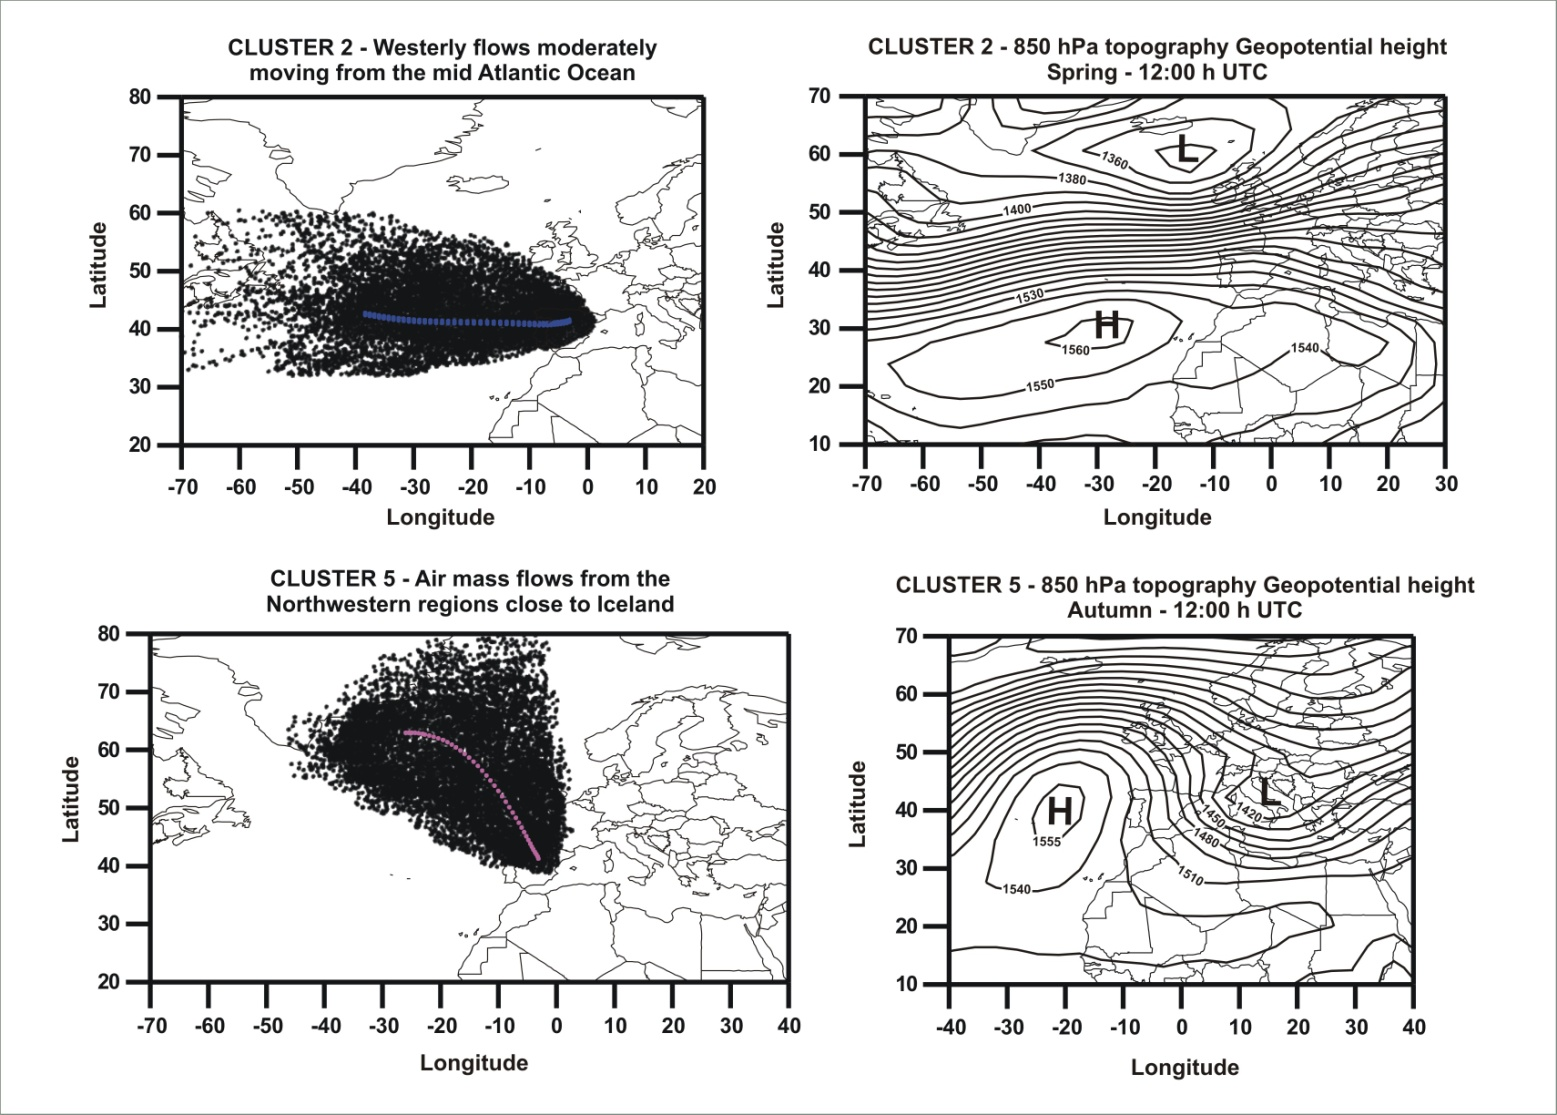 CLUSTER 2 - Westerly flows moderately
moving from the mid Atlantic Ocean
80
70
60
50
40
30
20
Latitude
-70 -60 -50 -40 -30 -20 -10 0 10 20
Longitude
CLUSTER 2 - 850 hPa topography Geopotential height
Spring - 12:00 h UTC
70
60
50
40
30
20
10
Latitude
L
1360
1380
1400
1530
H
1560
1540
1550
-70 -60 -50 -40 -30 -20 -10 0 10 20 30
Longitude
CLUSTER 5 - Air mass flows from the
Northwestern regions close to Iceland
80
70
60
50
40
30
20
Latitude
-70 -60 -50 -40 -30 -20 -10 0 10 20 30 40
Longitude
CLUSTER 5 - 850 hPa topography Geopotential height
Autumn - 12:00 h UTC
70
60
50
40
30
20
10
Latitude
L
H
1420
1450
1480
1555
1510
1540
-40 -30 -20 -10 0 10 20 30 40
Longitude